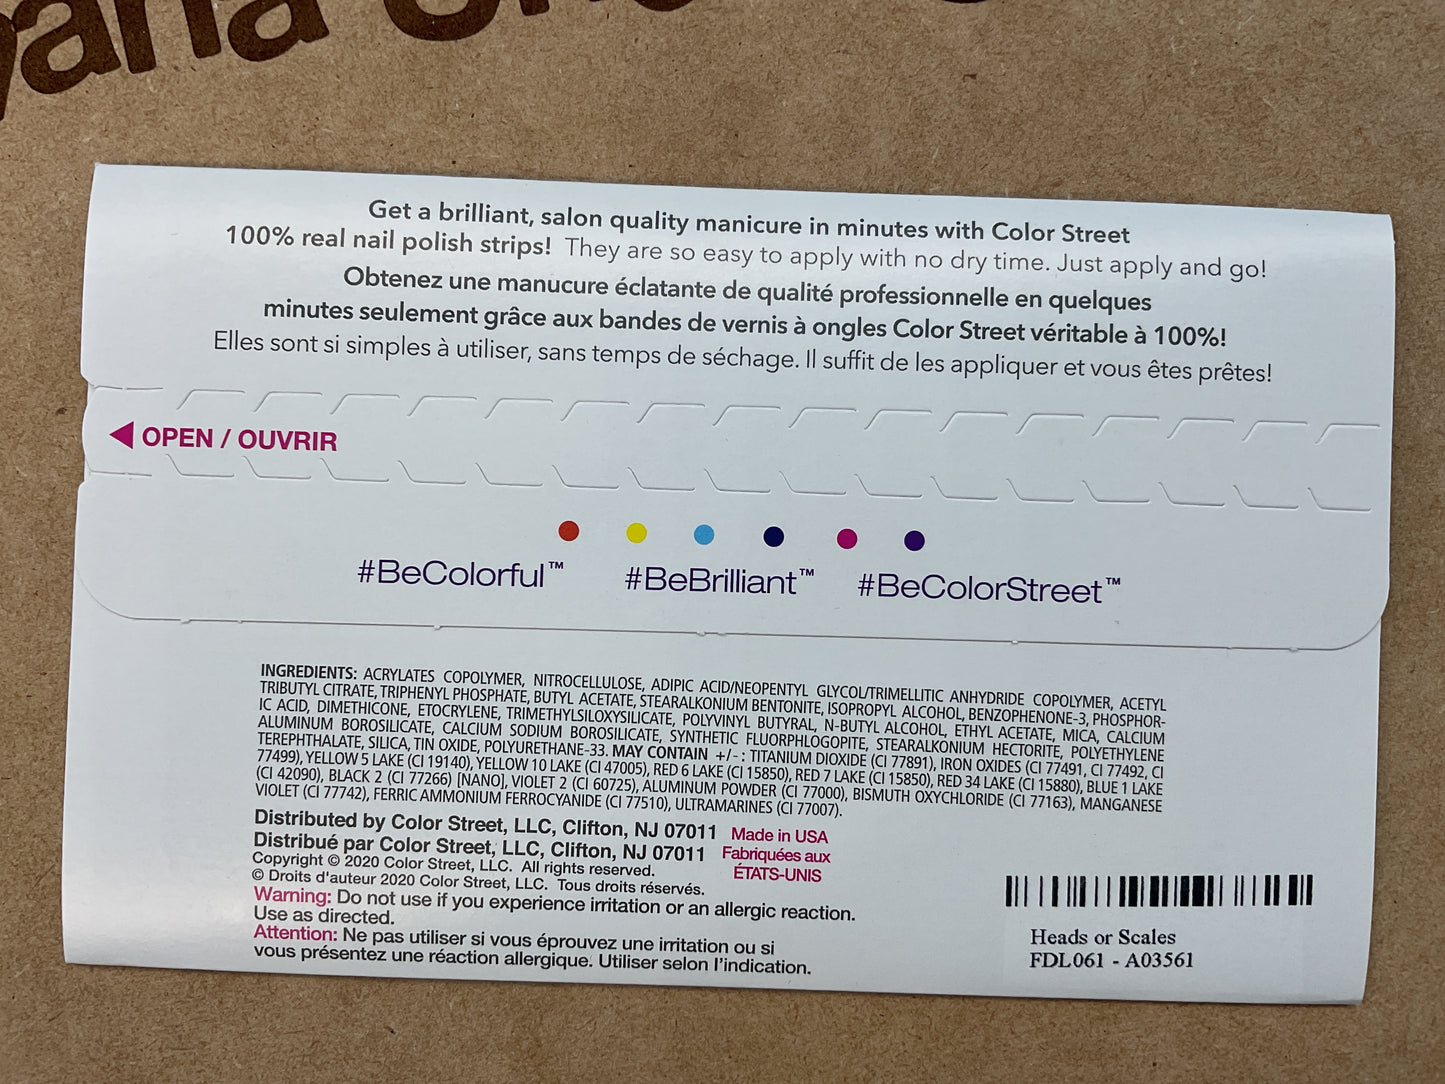 Get a brilliant, salon quality manicure in minutes with Color Street
100% real nail polish strips! They are so easy to apply with no dry time. Just apply and go!
Obtenez une manucure éclatante de qualité professionnelle en quelques
minutes seulement grâce aux bandes de vernis à ongles Color Street véritable à 100%!
Elles sont si simples à utiliser, sans temps de séchage. Il suffit de les appliquer et vous êtes prêtes!
OPEN / OUVRIR
#BeColorful™ #BeBrilliant™ #BeColorStreet™
INGREDIENTS: ACRYLATES COPOLYMER, NITROCELLULOSE, ADIPIC ACID/NEOPENTYL GLYCOL/TRIMELLITIC ANHYDRIDE COPOLYMER, ACETYL
TRIBUTYL CITRATE, TRIPHENYL PHOSPHATE, BUTYL ACETATE, STEARALKONIUM BENTONITE, ISOPROPYL ALCOHOL, BENZOPHENONE-3, PHOSPHOR-
IC ACID, DIMETHICONE, ETOCRYLENE, TRIMETHYLSILOXYSILICATE, POLYVINYL BUTYRAL, N-BUTYL ALCOHOL, ETHYL ACETATE, MICA, CALCIUM
ALUMINUM BOROSILICATE, CALCIUM SODIUM BOROSILICATE, SYNTHETIC FLUORPHLOGOPITE, STEARALKONIUM HECTORITE, POLYETHYLENE
TEREPHTHALATE, SILICA, TIN OXIDE, POLYURETHANE-33. MAY CONTAIN +/- : TITANIUM DIOXIDE (CI 77891), IRON OXIDES (CI 77491, CI 77492, CI
77499), YELLOW 5 LAKE (CI 19140), YELLOW 10 LAKE (CI 47005), RED 6 LAKE (CI 15850), RED 7 LAKE (CI 15850), RED 34 LAKE (CI 15880), BLUE 1 LAKE
(CI 42090), BLACK 2 (CI 77266) [NANO], VIOLET 2 (CI 60725), ALUMINUM POWDER (CI 77000), BISMUTH OXYCHLORIDE (CI 77163), MANGANESE
VIOLET (CI 77742), FERRIC AMMONIUM FERROCYANIDE (CI 77510), ULTRAMARINES (CI 77007).
Distributed by Color Street, LLC, Clifton, NJ 07011
Distribué par Color Street, LLC, Clifton, NJ 07011
Made in USA
Fabriquées aux
ÉTATS-UNIS
Copyright © 2020 Color Street, LLC. All rights reserved.
© Droits d'auteur 2020 Color Street, LLC. Tous droits réservés.
Warning: Do not use if you experience irritation or an allergic reaction.
Use as directed.
Attention: Ne pas utiliser si vous éprouvez une irritation ou si
vous présentez une réaction allergique. Utiliser selon l'indication.
Heads or Scales
FDL061 - A03561